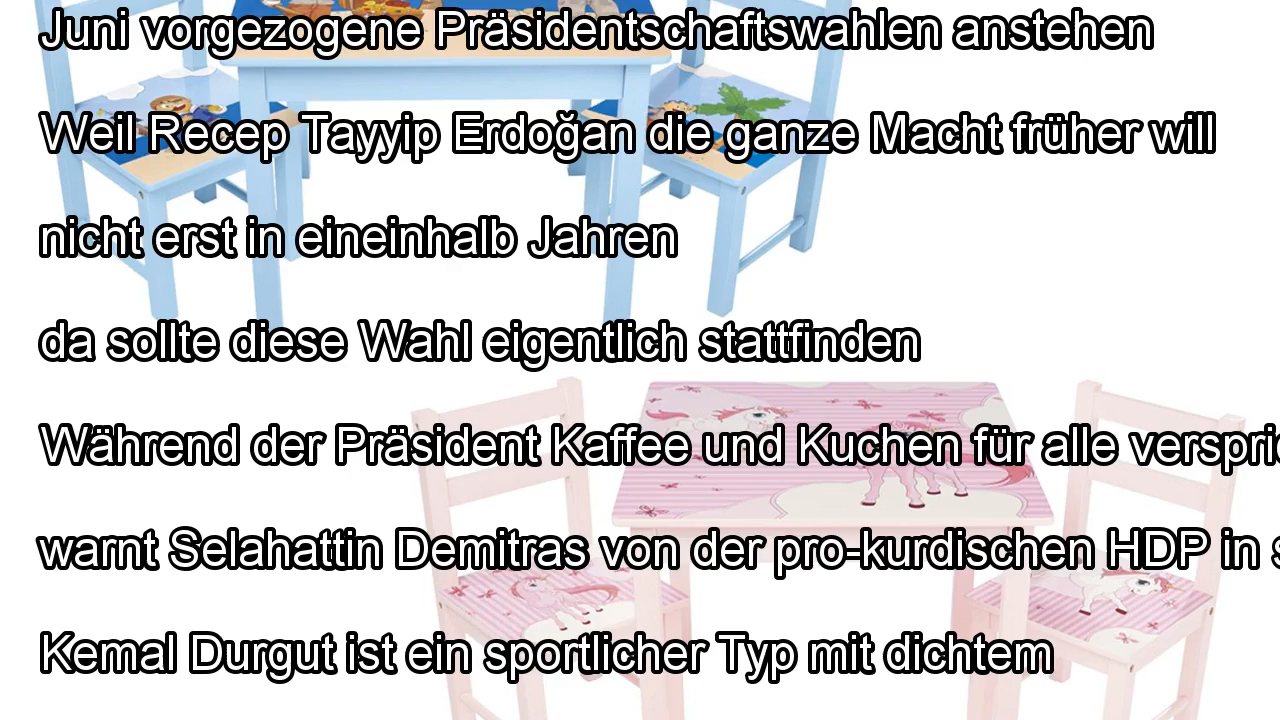 Juni vorgezogene Präsidentschaftswahlen anstehen
Weil Recep Tayyip Erdoğan die ganze Macht früher will
nicht erst in eineinhalb Jahren
da sollte diese Wahl eigentlich stattfinden
Während der Präsident Kaffee und Kuchen für alle
warnt Selahattin Demitras von der pro-kurdischen HDP in
Kemal Durgut ist ein sportlicher Typ mit dichtem